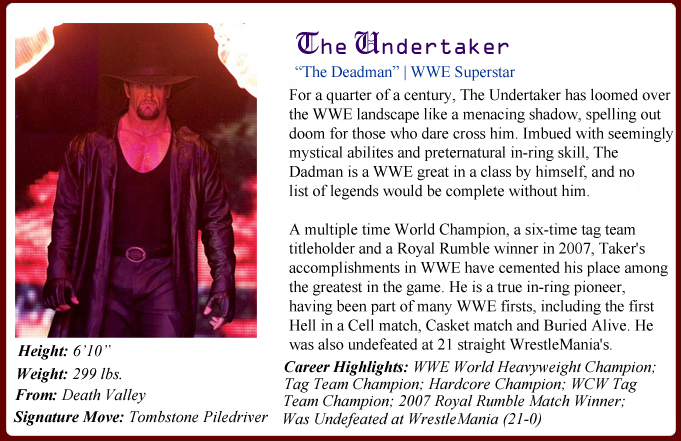 The Undertaker
“The Deadman” | WWE Superstar
For a quarter of a century, The Undertaker has loomed over
the WWE landscape like a menacing shadow, spelling out
doom for those who dare cross him. Imbued with seemingly
mystical abilites and preternatural in-ring skill, The
Dadman is a WWE great in a class by himself, and no
list of legends would be complete without him.
A multiple time World Champion, a six-time tag team
titleholder and a Royal Rumble winner in 2007, Taker's
accomplishments in WWE have cemented his place among
the greatest in the game. He is a true in-ring pioneer,
having been part of many WWE firsts, including the first
Hell in a Cell match, Casket match and Buried Alive. He
was also undefeated at 21 straight WrestleMania's.
Height: 6’10”
Weight: 299 lbs.
From: Death Valley
Signature Move: Tombstone Piledriver
Career Highlights: WWE World Heavyweight Champion;
Tag Team Champion; Hardcore Champion; WCW Tag
Team Champion; 2007 Royal Rumble Match Winner;
Was Undefeated at WrestleMania (21-0)